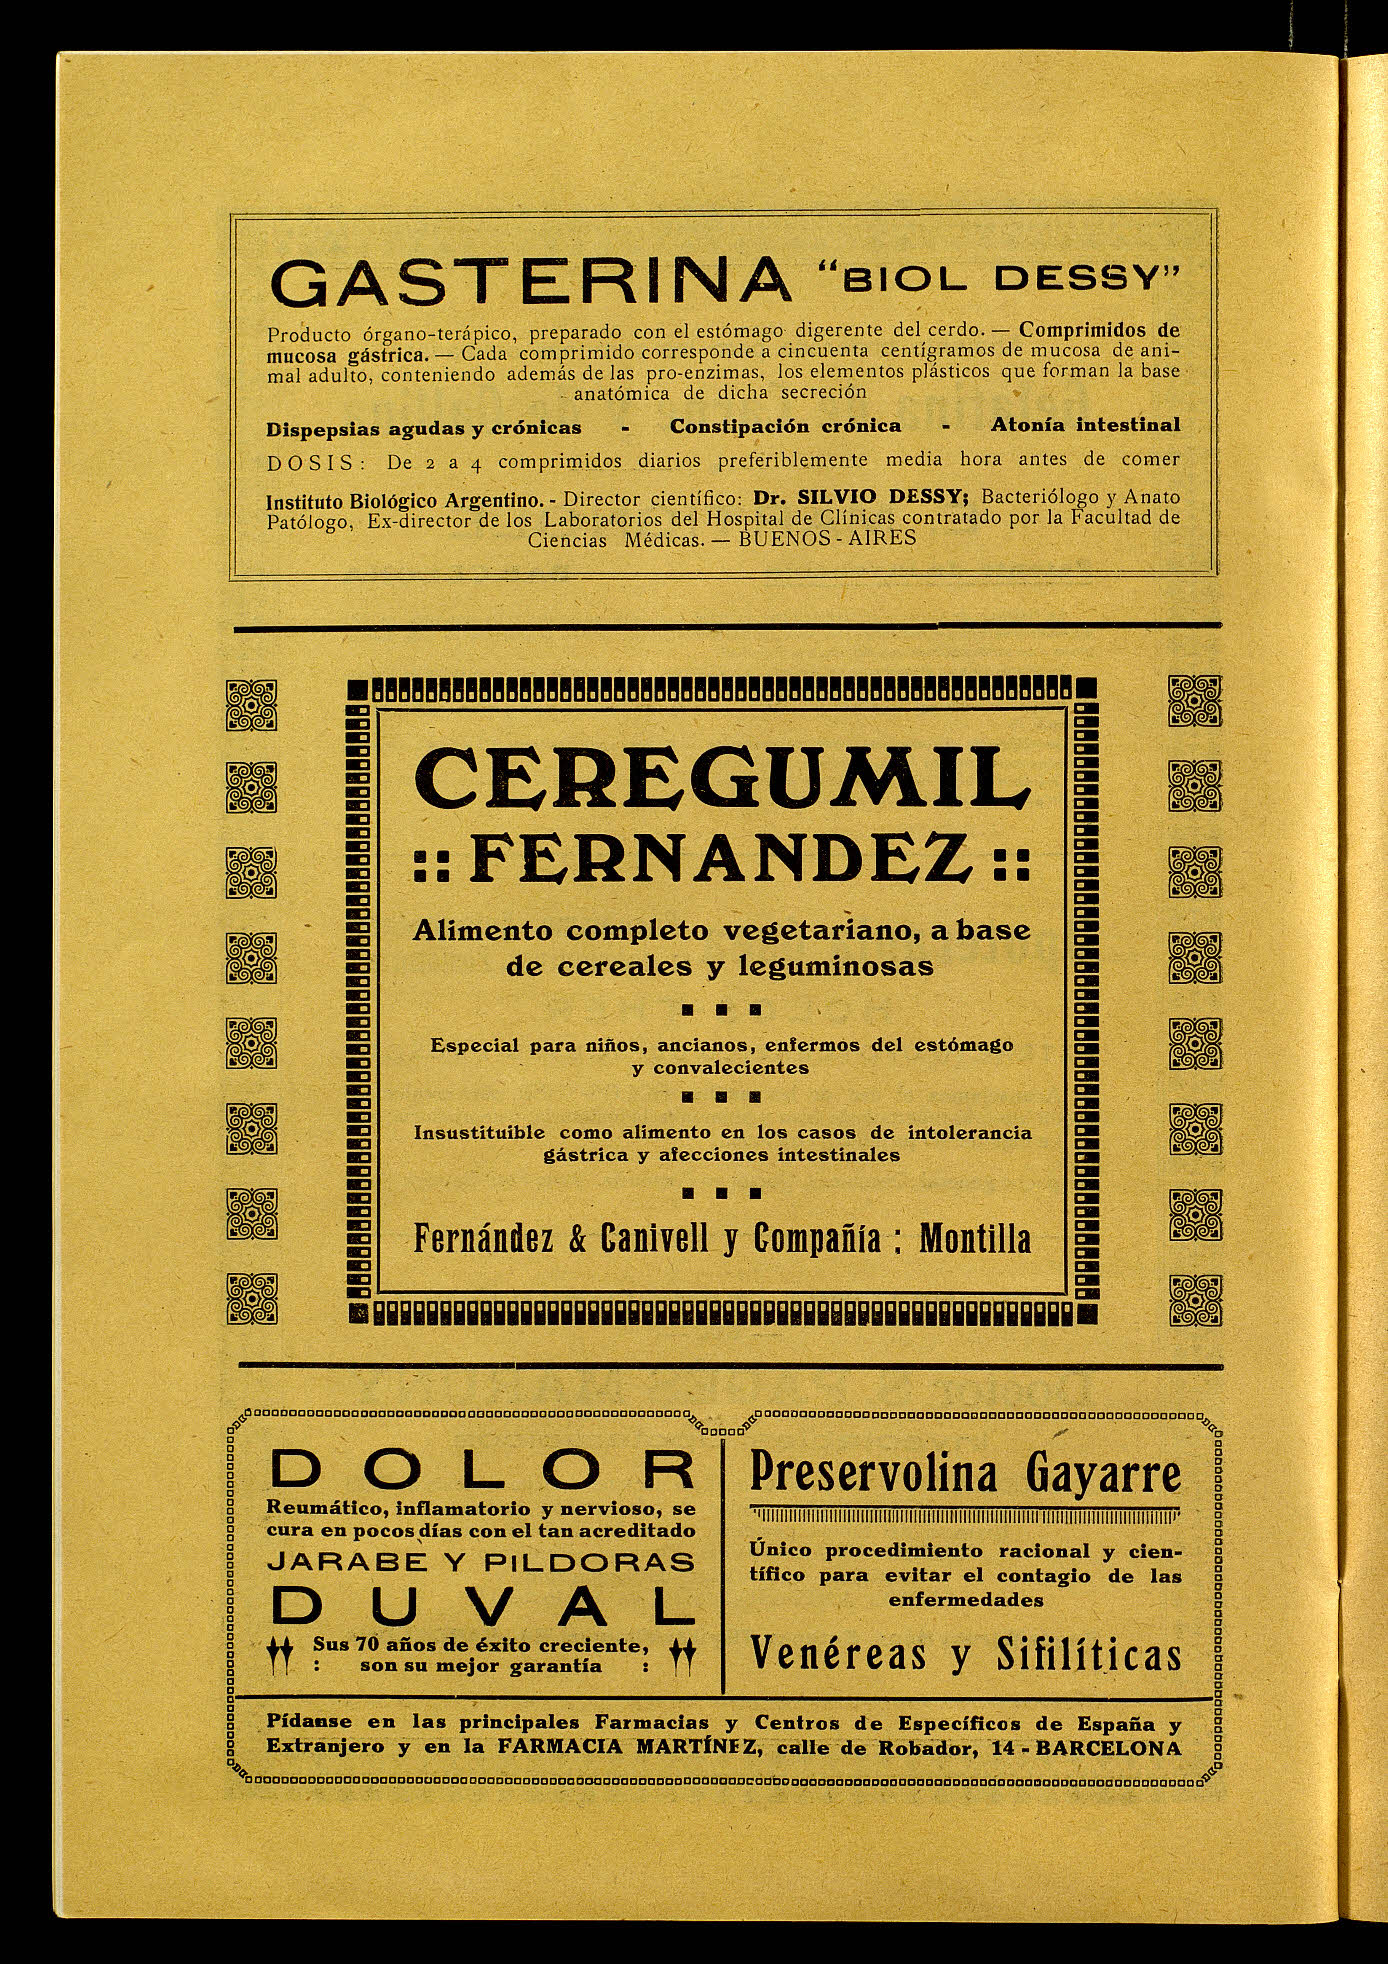 GASTERINA “BIOL DESSY”
Producto órgano-terápico, preparado con el estómago digerente del cerdo. — Comprimidos de
mucosa gástrica. — Cada comprimido corresponde a cincuenta centígramos de mucosa de ani-
mal adulto, conteniendo además de las pro-enzimas, los elementos plásticos que forman la base
anatómica de dicha secreción
Dispepsias agudas y crónicas - Constipación crónica - Atonía intestinal
DOSIS: De 2 a 4 comprimidos diarios preferiblemente media hora antes de comer
Instituto Biológico Argentino. - Director científico: Dr. SILVIO DESSY; Bacteriólogo y Anato
Patólogo, Ex-director de los Laboratorios del Hospital de Clínicas contratado por la Facultad de
Ciencias Médicas. — BUENOS - AIRES
CEREGUMIL
:: FERNANDEZ ::
Alimento completo vegetariano, a base
de cereales y leguminosas
Especial para niños, ancianos, enfermos del estómago
y convalecientes
Insustituible como alimento en los casos de intolerancia
gástrica y afecciones intestinales
Fernández & Canivell y Compañía : Montilla
DOLOR
Reumático, inflamatorio y nervioso, se
cura en pocos días con el tan acreditado
JARABE Y PILDORAS
DUVAL
Sus 70 años de éxito creciente,
: son su mejor garantía :
Preservolina Gayarre
Único procedimiento racional y cien-
tífico para evitar el contagio de las
enfermedades
Venéreas y Sifilíticas
Pídanse en las principales Farmacias y Centros de Específicos de España y
Extranjero y en la FARMACIA MARTÍNEZ, calle de Robador, 14 - BARCELONA